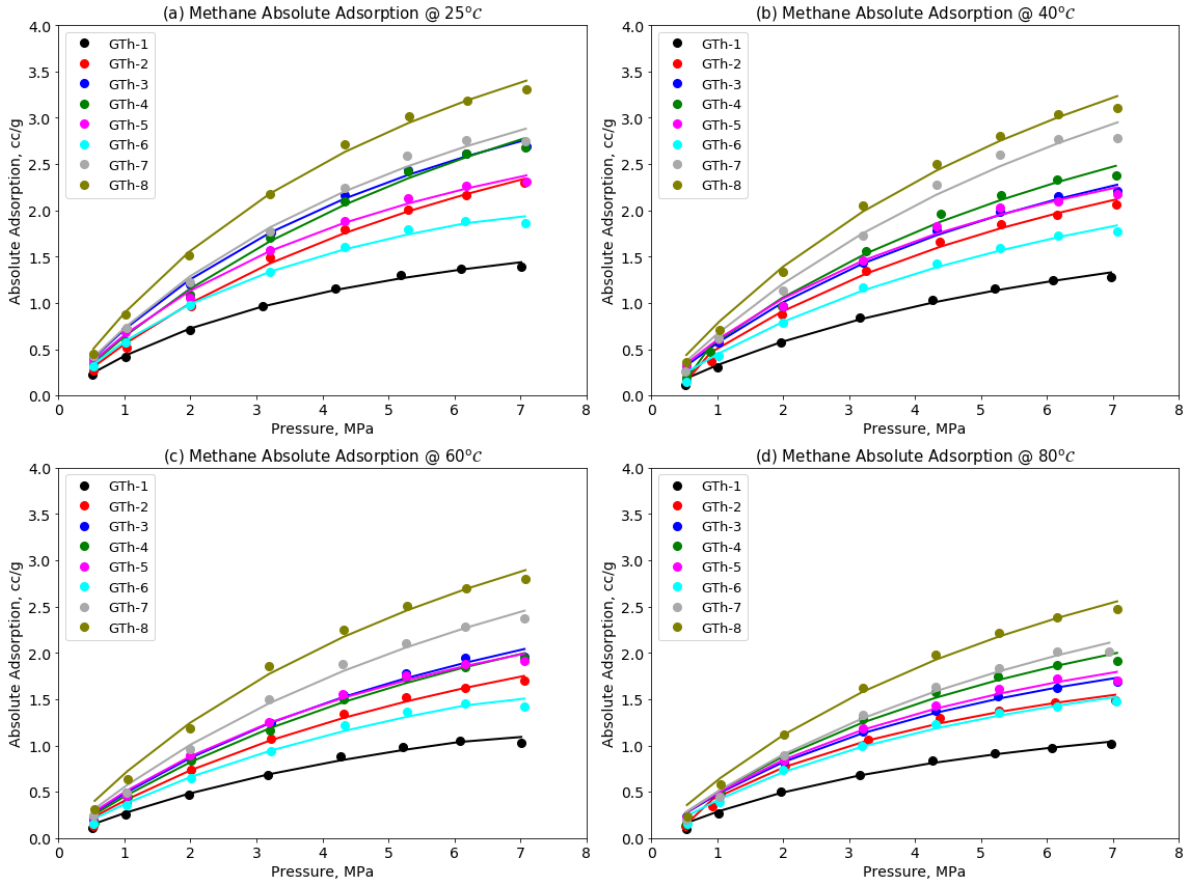 (a) Methane Absolute Adsorption @ 25°C
Absolute Adsorption, cc/g
4.0
3.5
3.0
2.5
2.0
1.5
1.0
0.5
0.0
GTh-1
GTh-2
GTh-3
GTh-4
GTh-5
GTh-6
GTh-7
GTh-8
0 1 2 3 4 5 6 7 8
Pressure, MPa
(b) Methane Absolute Adsorption @ 40°C
Absolute Adsorption, cc/g
4.0
3.5
3.0
2.5
2.0
1.5
1.0
0.5
0.0
GTh-1
GTh-2
GTh-3
GTh-4
GTh-5
GTh-6
GTh-7
GTh-8
0 1 2 3 4 5 6 7 8
Pressure, MPa
(c) Methane Absolute Adsorption @ 60°C
Absolute Adsorption, cc/g
4.0
3.5
3.0
2.5
2.0
1.5
1.0
0.5
0.0
GTh-1
GTh-2
GTh-3
GTh-4
GTh-5
GTh-6
GTh-7
GTh-8
0 1 2 3 4 5 6 7 8
Pressure, MPa
(d) Methane Absolute Adsorption @ 80°C
Absolute Adsorption, cc/g
4.0
3.5
3.0
2.5
2.0
1.5
1.0
0.5
0.0
GTh-1
GTh-2
GTh-3
GTh-4
GTh-5
GTh-6
GTh-7
GTh-8
0 1 2 3 4 5 6 7 8
Pressure, MPa